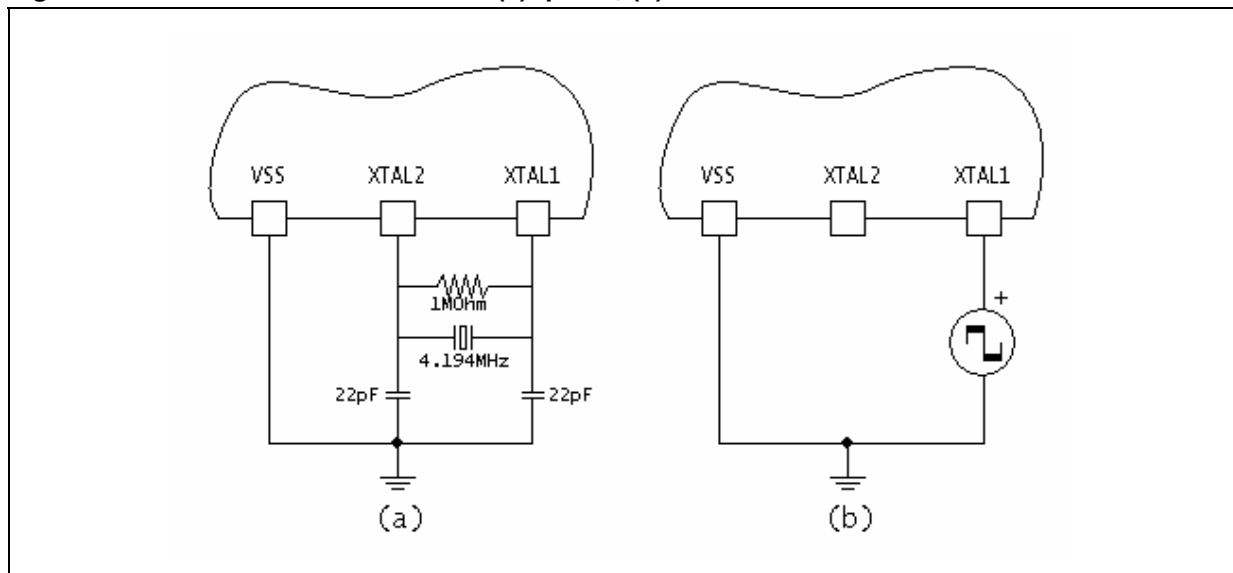 VSS XTAL2 XTAL1
1MOhm
4.194MHz
22pF 22pF
(a)
VSS XTAL2 XTAL1
+
(b)